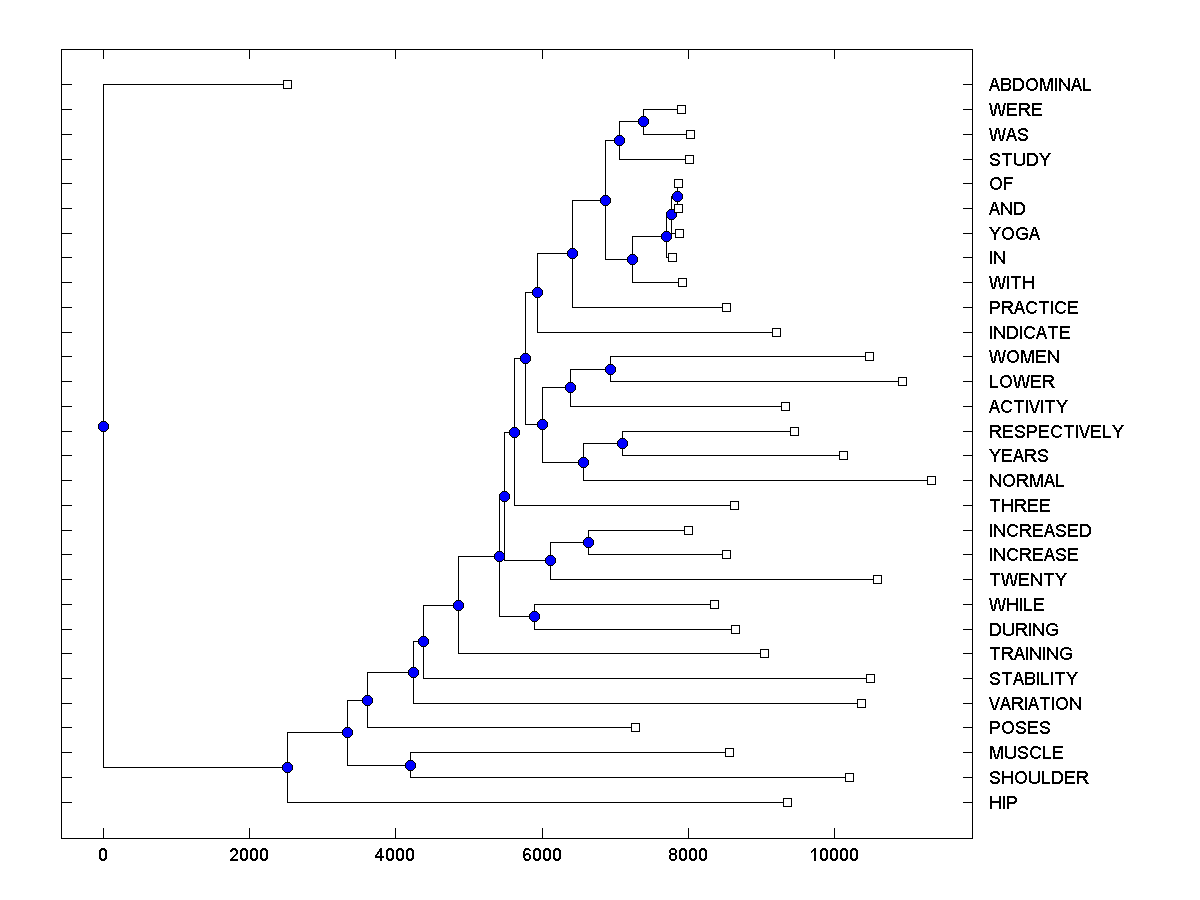 ABDOMINAL
WERE
WAS
STUDY
OF
AND
YOGA
IN
WITH
PRACTICE
INDICATE
WOMEN
LOWER
ACTIVITY
RESPECTIVELY
YEARS
NORMAL
THREE
INCREASED
INCREASE
TWENTY
WHILE
DURING
TRAINING
STABILITY
VARIATION
POSES
MUSCLE
SHOULDER
HIP
0 2000 4000 6000 8000 10000